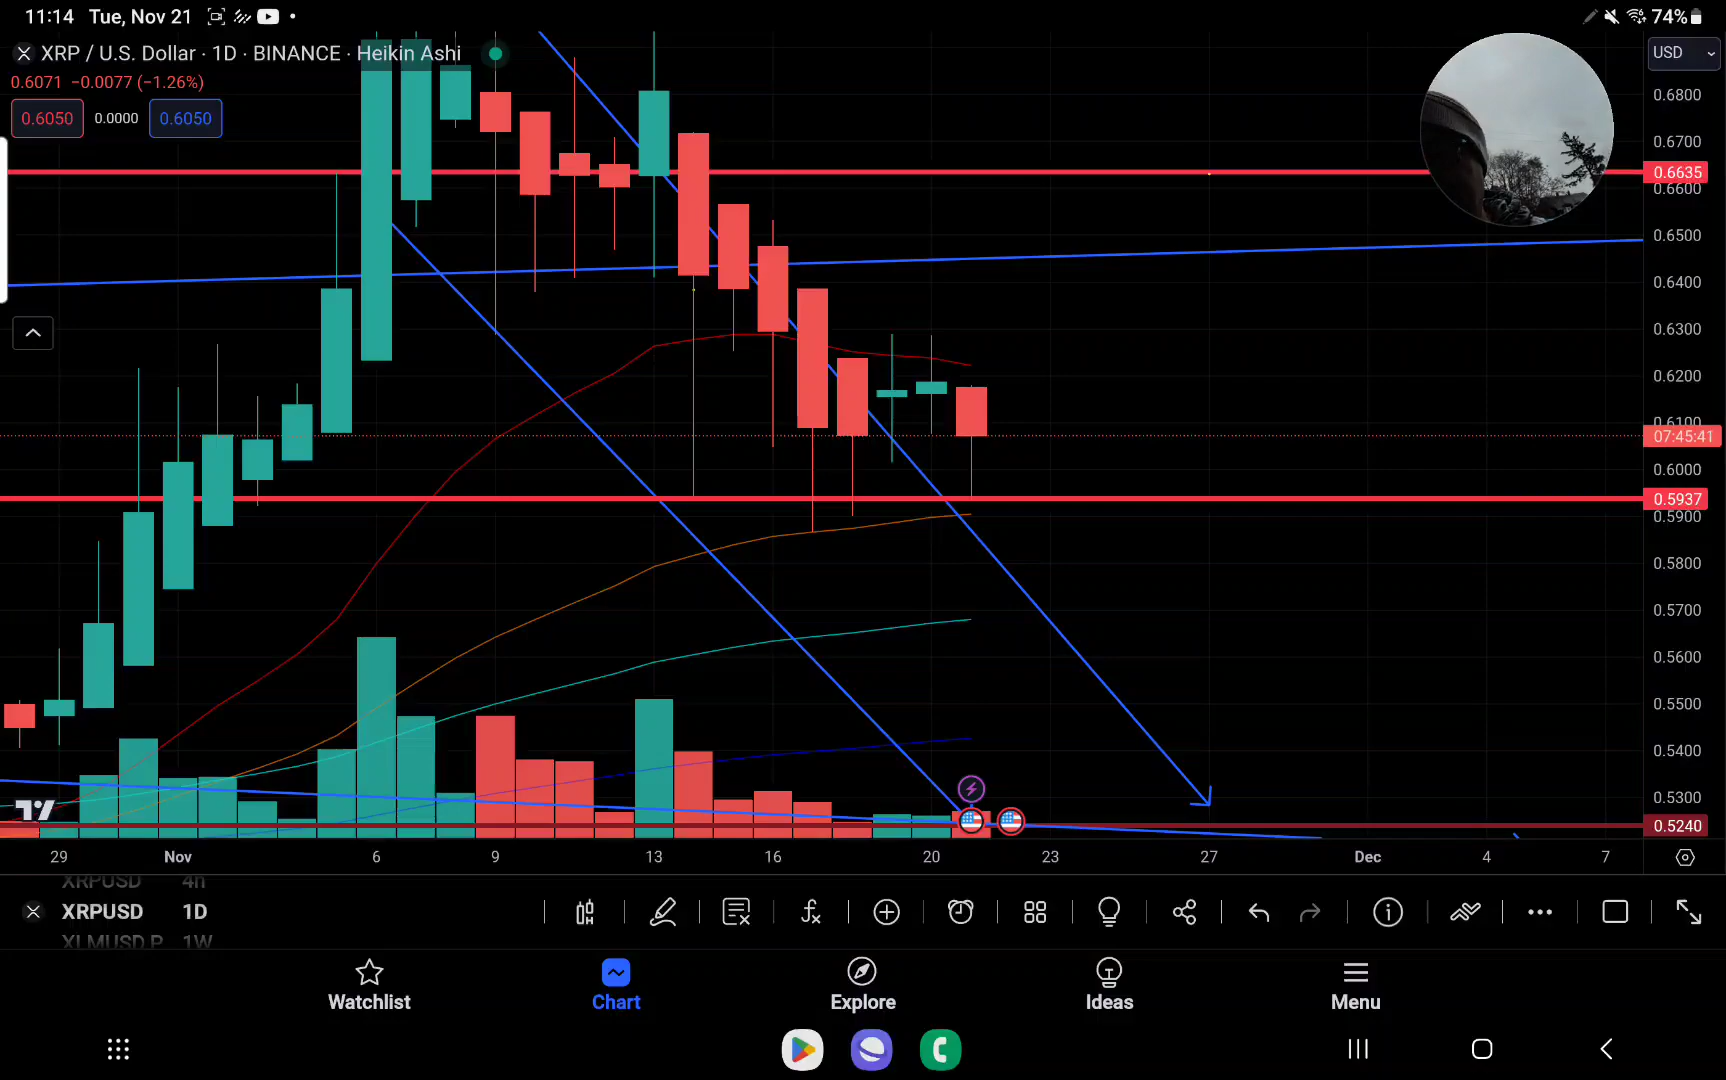 11:14 Tue, Nov 21
74%
XRP / U.S. Dollar · 1D · BINANCE · Heikin Ashi
USD
0.6071 −0.0077 (−1.26%)
0.6050 0.0000 0.6050
0.6800
0.6700
0.6635
0.6600
0.6500
0.6400
0.6300
0.6200
0.6100
07:45:41
0.6000
0.5937
0.5900
0.5800
0.5700
0.5600
0.5500
0.5400
0.5300
0.5240
29 Nov 6 9 13 16 20 23 27 Dec 4 7
XRPUSD 4h
XRPUSD 1D
XLMUSD.P 1W
Watchlist Chart Explore Ideas Menu